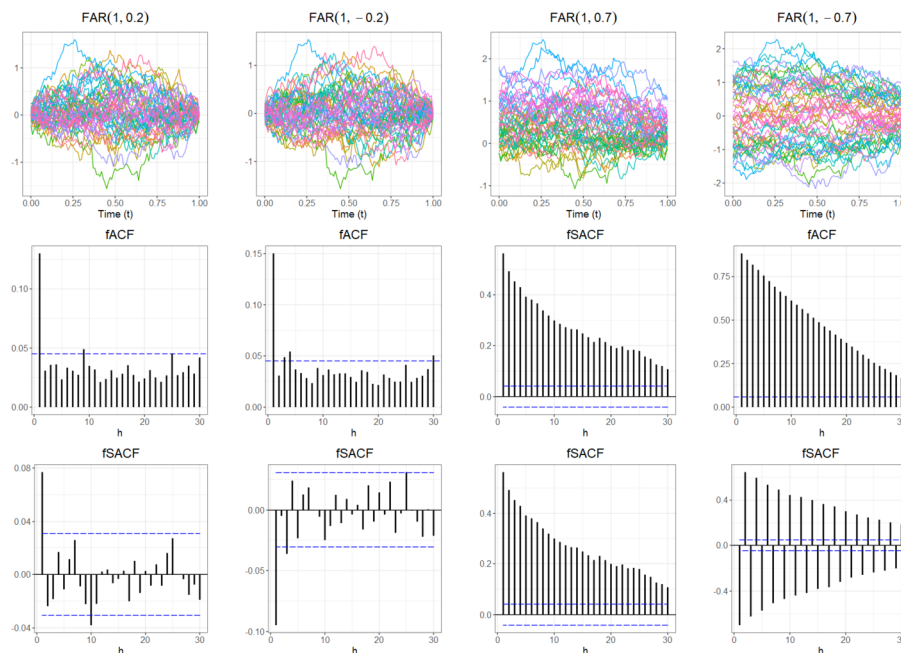 FAR(1, 0.2) FAR(1, − 0.2) FAR(1, 0.7) FAR(1, − 0.7)
1 1 2 2
0 0 1 1
-1 -1 0 0
-1 -1
-2
0.00 0.25 0.50 0.75 1.00 0.00 0.25 0.50 0.75 1.00 0.00 0.25 0.50 0.75 1.00 0.00 0.25 0.50 0.75 1.00
Time (t) Time (t) Time (t) Time (t)
fACF fACF fSACF fACF
0.10 0.15 0.4 0.75
0.05 0.10 0.2 0.50
0.00 0.05 0.0 0.25
0.00 0.00
0 10 20 30 0 10 20 30 0 10 20 30 0 10 20 30
h h h h
fSACF fSACF fSACF fSACF
0.08 0.00 0.4 0.4
0.04 -0.05 0.2 0.0
0.00 -0.10 0.0 -0.4
-0.04
0 10 20 30 0 10 20 30 0 10 20 30 0 10 20 30
h h h h